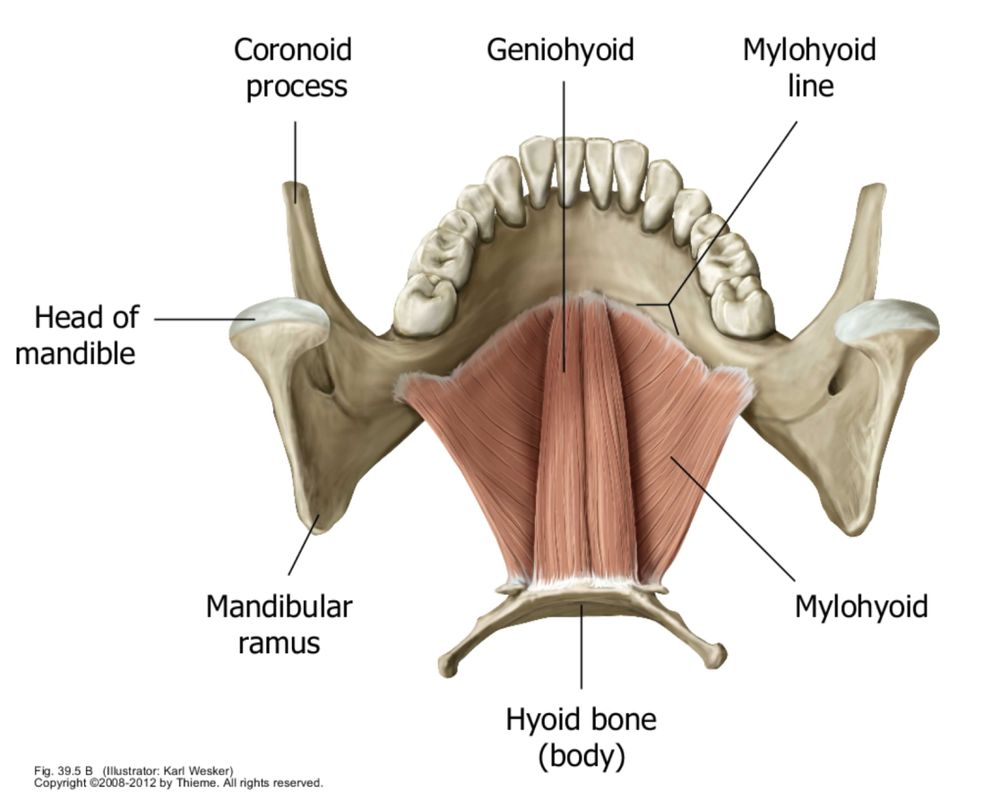 Coronoid
process
Geniohyoid
Mylohyoid
line
Head of
mandible
Mandibular
ramus
Mylohyoid
Hyoid bone
(body)
Fig. 39.5 B (Illustrator: Karl Wesker)
Copyright ©2008-2012 by Thieme. All rights reserved.